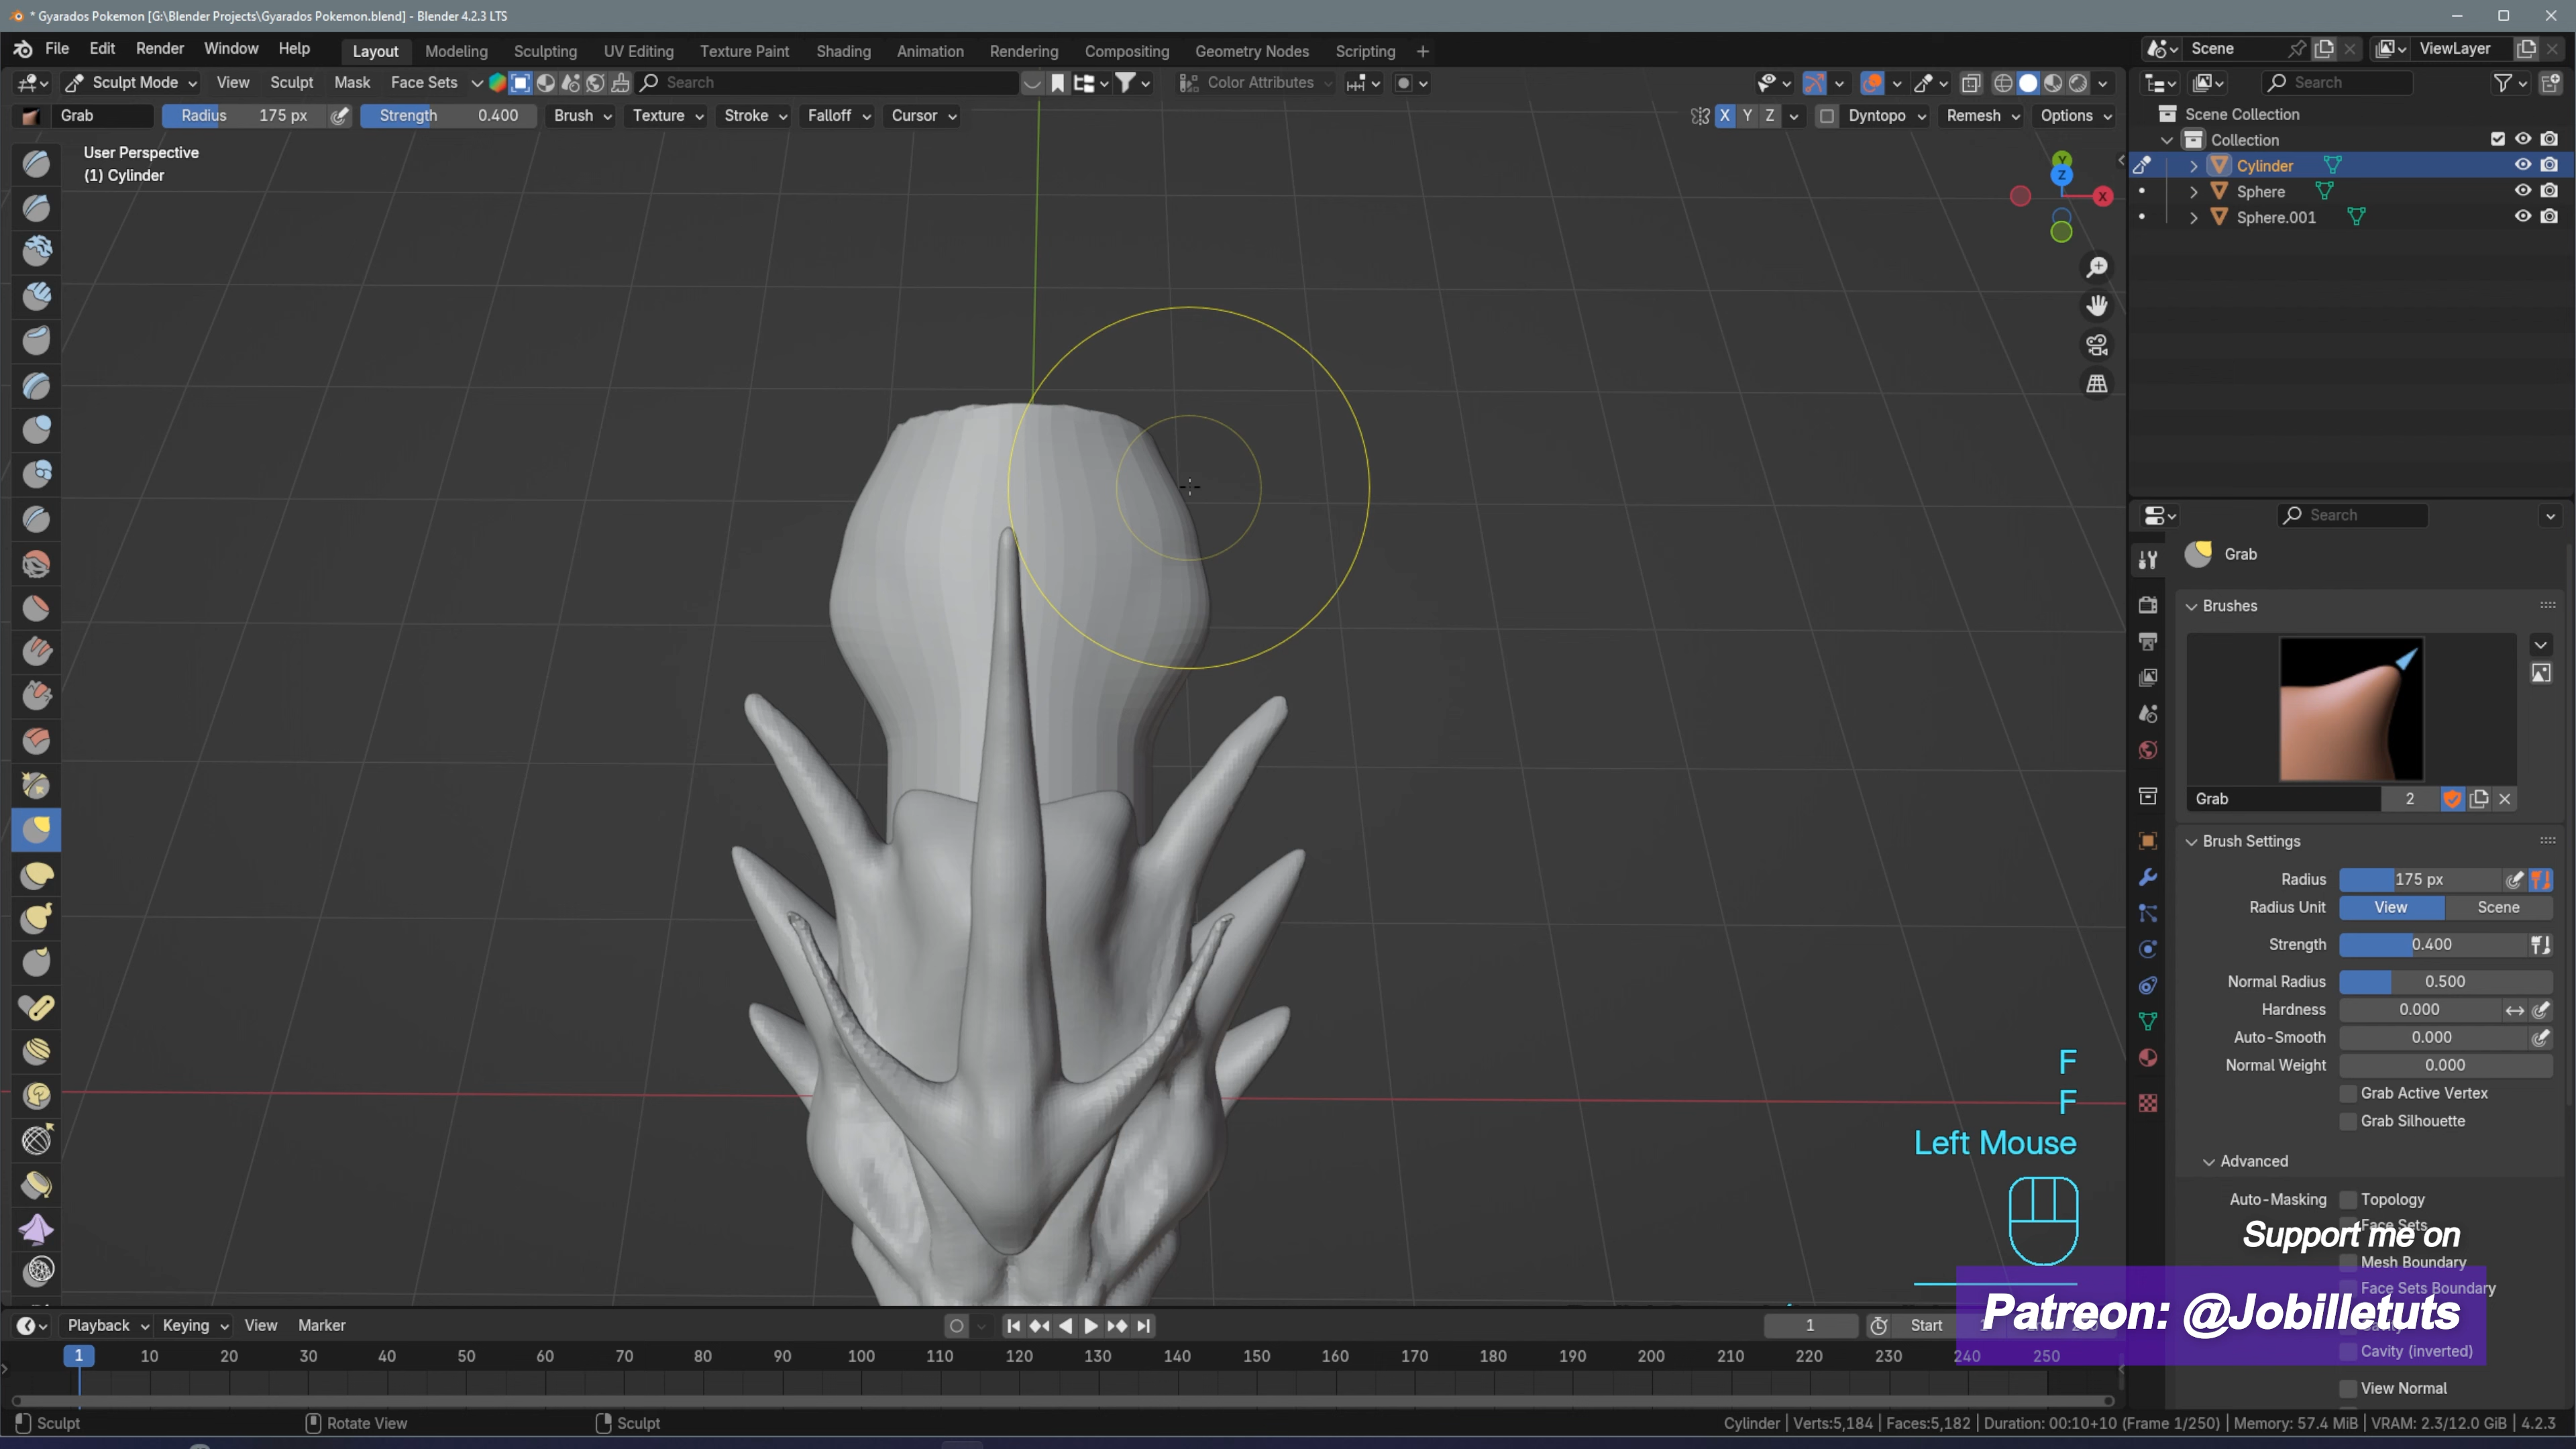 * Gyarados Pokemon [G:\Blender Projects\Gyarados Pokemon.blend] - Blender 4.2.3 LTS
File Edit Render Window Help Layout Modeling Sculpting UV Editing Texture Paint Shading Animation Rendering Compositing Geometry Nodes Scripting + Scene ViewLayer
Sculpt Mode View Sculpt Mask Face Sets Search Color Attributes Search
Grab Radius 175 px Strength 0.400 Brush Texture Stroke Falloff Cursor X Y Z Dyntopo Remesh Options
Scene Collection
Collection
Cylinder
Sphere
Sphere.001
User Perspective
(1) Cylinder
Y
Z
X
Search
Grab
Brushes
Grab 2
Brush Settings
Radius 175 px
Radius Unit View Scene
Strength 0.400
Normal Radius 0.500
Hardness 0.000
Auto-Smooth 0.000
Normal Weight 0.000
Grab Active Vertex
Grab Silhouette
Advanced
Auto-Masking Topology
Face Sets
Mesh Boundary
Face Sets Boundary
Cavity (inverted)
View Normal
F
F
Left Mouse
Support me on
Patreon: @Jobilletuts
Playback Keying View Marker 1 Start
1 10 20 30 40 50 60 70 80 90 100 110 120 130 140 150 160 170 180 190 200 210 220 230 240 250
Sculpt Rotate View Sculpt Cylinder | Verts:5,184 | Faces:5,182 | Duration: 00:10+10 (Frame 1/250) | Memory: 57.4 MiB | VRAM: 2.3/12.0 GiB | 4.2.3